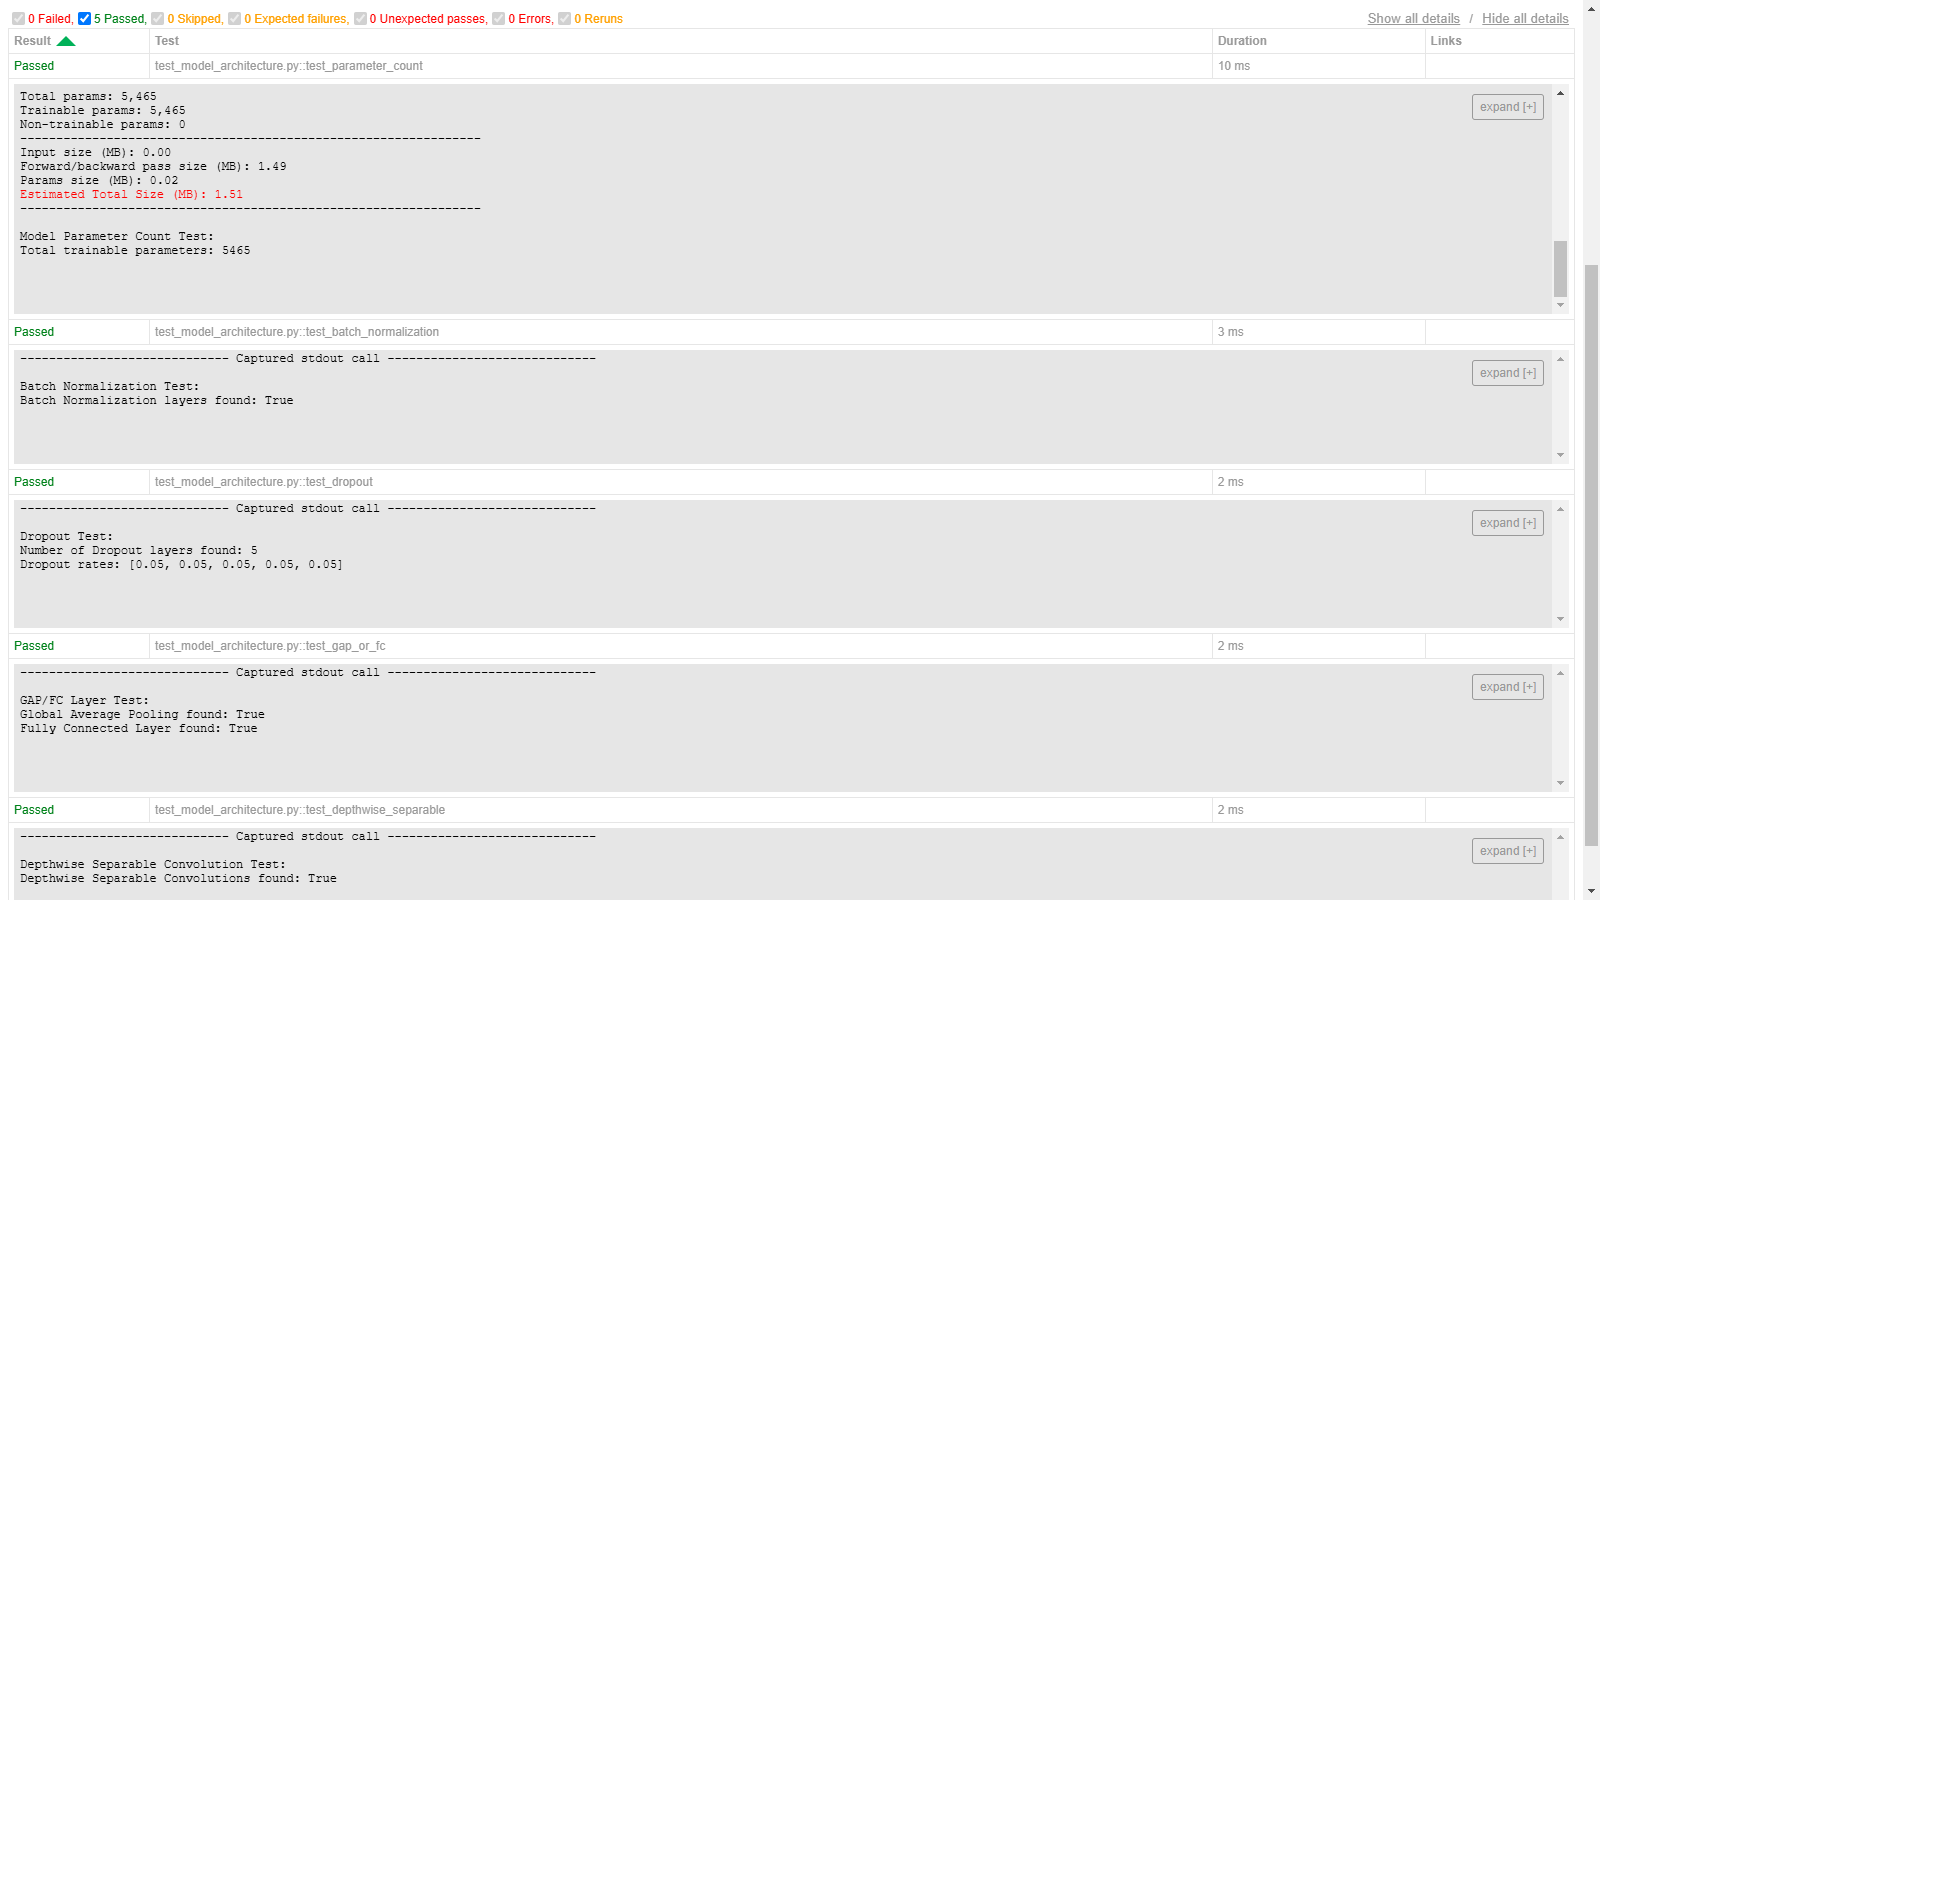 0 Failed, 5 Passed, 0 Skipped, 0 Expected failures, 0 Unexpected passes, 0 Errors, 0 Reruns Show all details / Hide all details
Result Test Duration Links
Passed test_model_architecture.py::test_parameter_count 10 ms
Total params: 5,465
expand [+]
Trainable params: 5,465
Non-trainable params: 0
----------------------------------------------------------------
Input size (MB): 0.00
Forward/backward pass size (MB): 1.49
Params size (MB): 0.02
Estimated Total Size (MB): 1.51
----------------------------------------------------------------
Model Parameter Count Test:
Total trainable parameters: 5465
Passed test_model_architecture.py::test_batch_normalization 3 ms
----------------------------- Captured stdout call -----------------------------
expand [+]
Batch Normalization Test:
Batch Normalization layers found: True
Passed test_model_architecture.py::test_dropout 2 ms
----------------------------- Captured stdout call -----------------------------
expand [+]
Dropout Test:
Number of Dropout layers found: 5
Dropout rates: [0.05, 0.05, 0.05, 0.05, 0.05]
Passed test_model_architecture.py::test_gap_or_fc 2 ms
----------------------------- Captured stdout call -----------------------------
expand [+]
GAP/FC Layer Test:
Global Average Pooling found: True
Fully Connected Layer found: True
Passed test_model_architecture.py::test_depthwise_separable 2 ms
----------------------------- Captured stdout call -----------------------------
expand [+]
Depthwise Separable Convolution Test:
Depthwise Separable Convolutions found: True